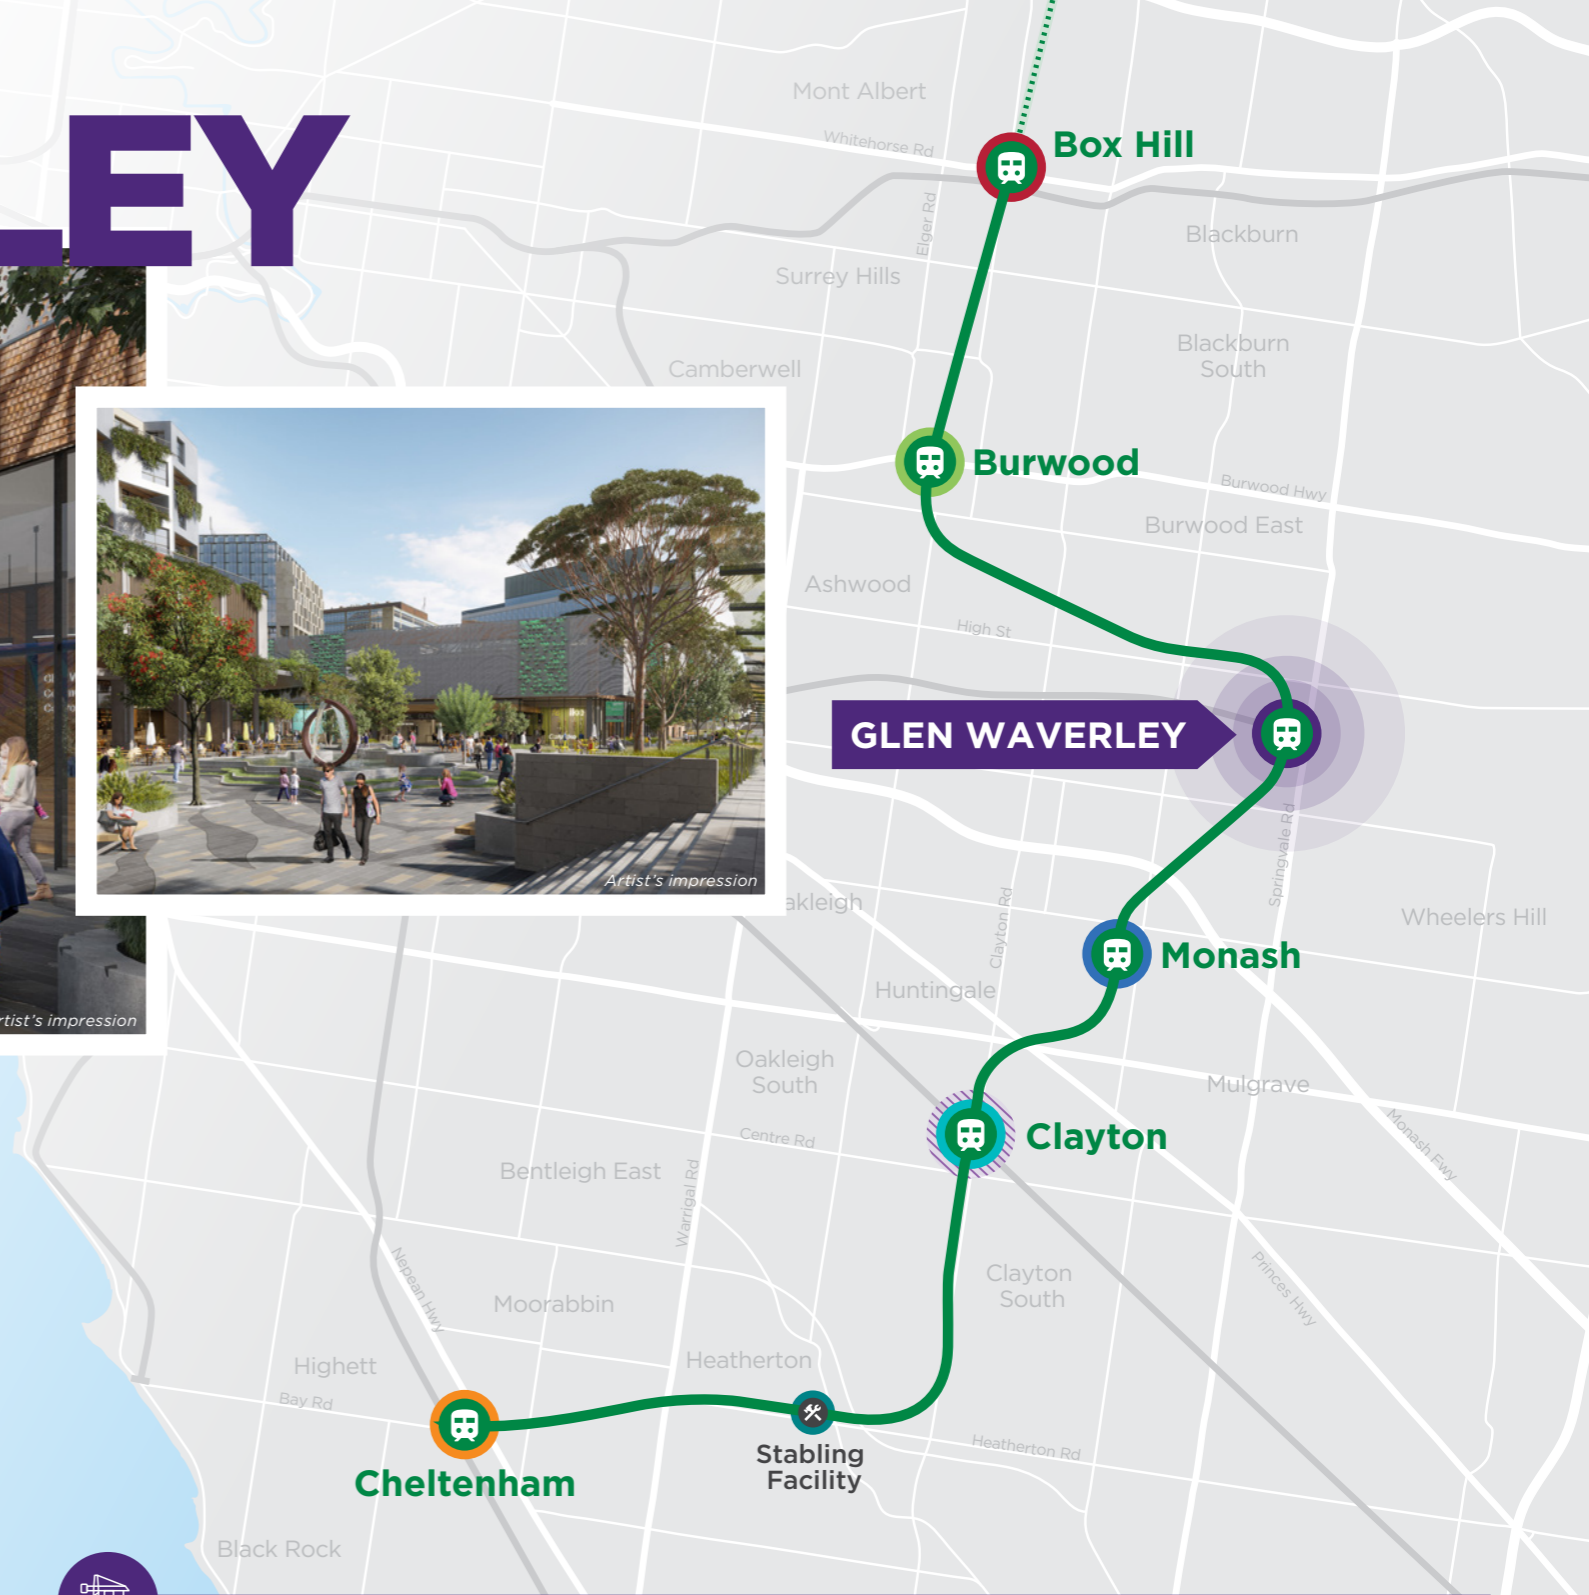 LEY
Mont Albert
Whitehorse Rd
Box Hill
Elgar Rd
Blackburn
Surrey Hills
Blackburn
South
Camberwell
Burwood
Burwood Hwy
Burwood East
Ashwood
High St
GLEN WAVERLEY
Artist's impression
Springvale Rd
akleigh
Clayton Rd
Wheelers Hill
Monash
Huntingale
rtist's impression
Oakleigh
South
Mulgrave
Centre Rd
Clayton
Monash Fwy
Bentleigh East
Warrigal Rd
Nepean Hwy
Clayton
South
Princes Hwy
Moorabbin
Highett
Heatherton
Bay Rd
Stabling
Facility
Heatherton Rd
Cheltenham
Black Rock